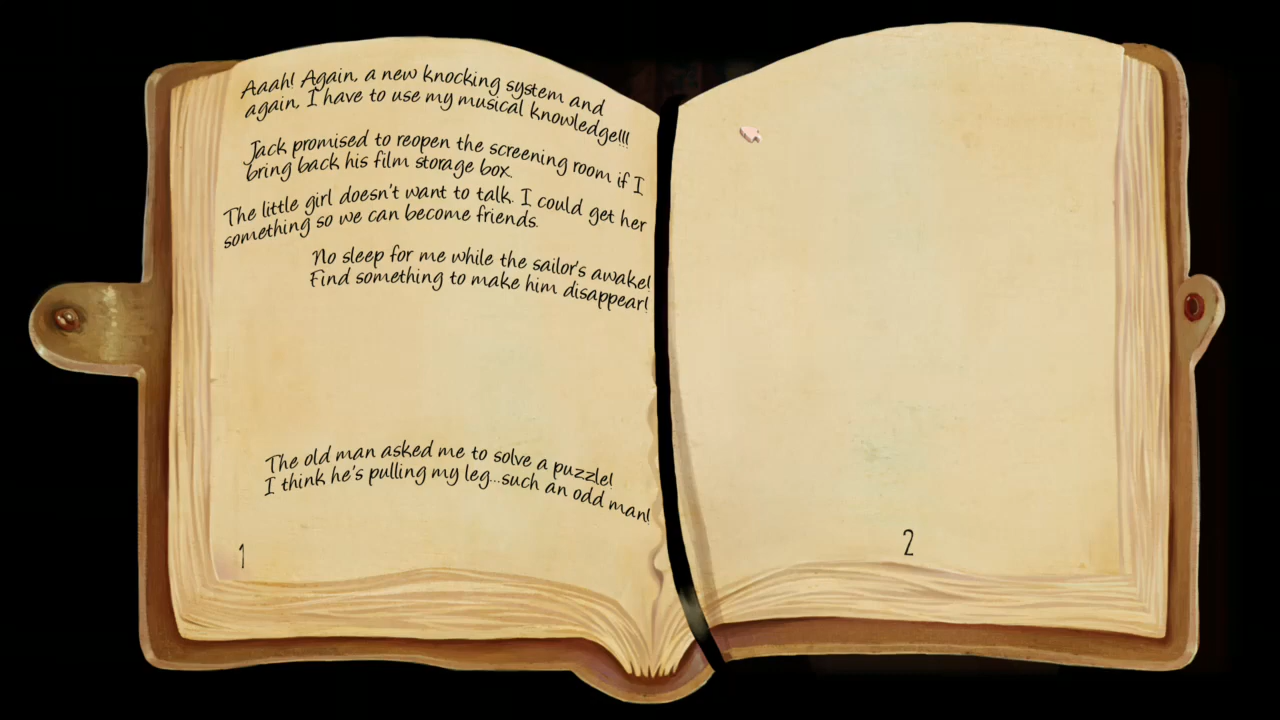 Aaah! Again, a new knocking system and
again, I have to use my musical knowledge!!!
Jack promised to reopen the screening room if I
bring back his film storage box.
The little girl doesn't want to talk. I could get her
something so we can become friends.
No sleep for me while the sailor's awake!
Find something to make him disappear!
The old man asked me to solve a puzzle!
I think he's pulling my leg...such an odd man!
1
2